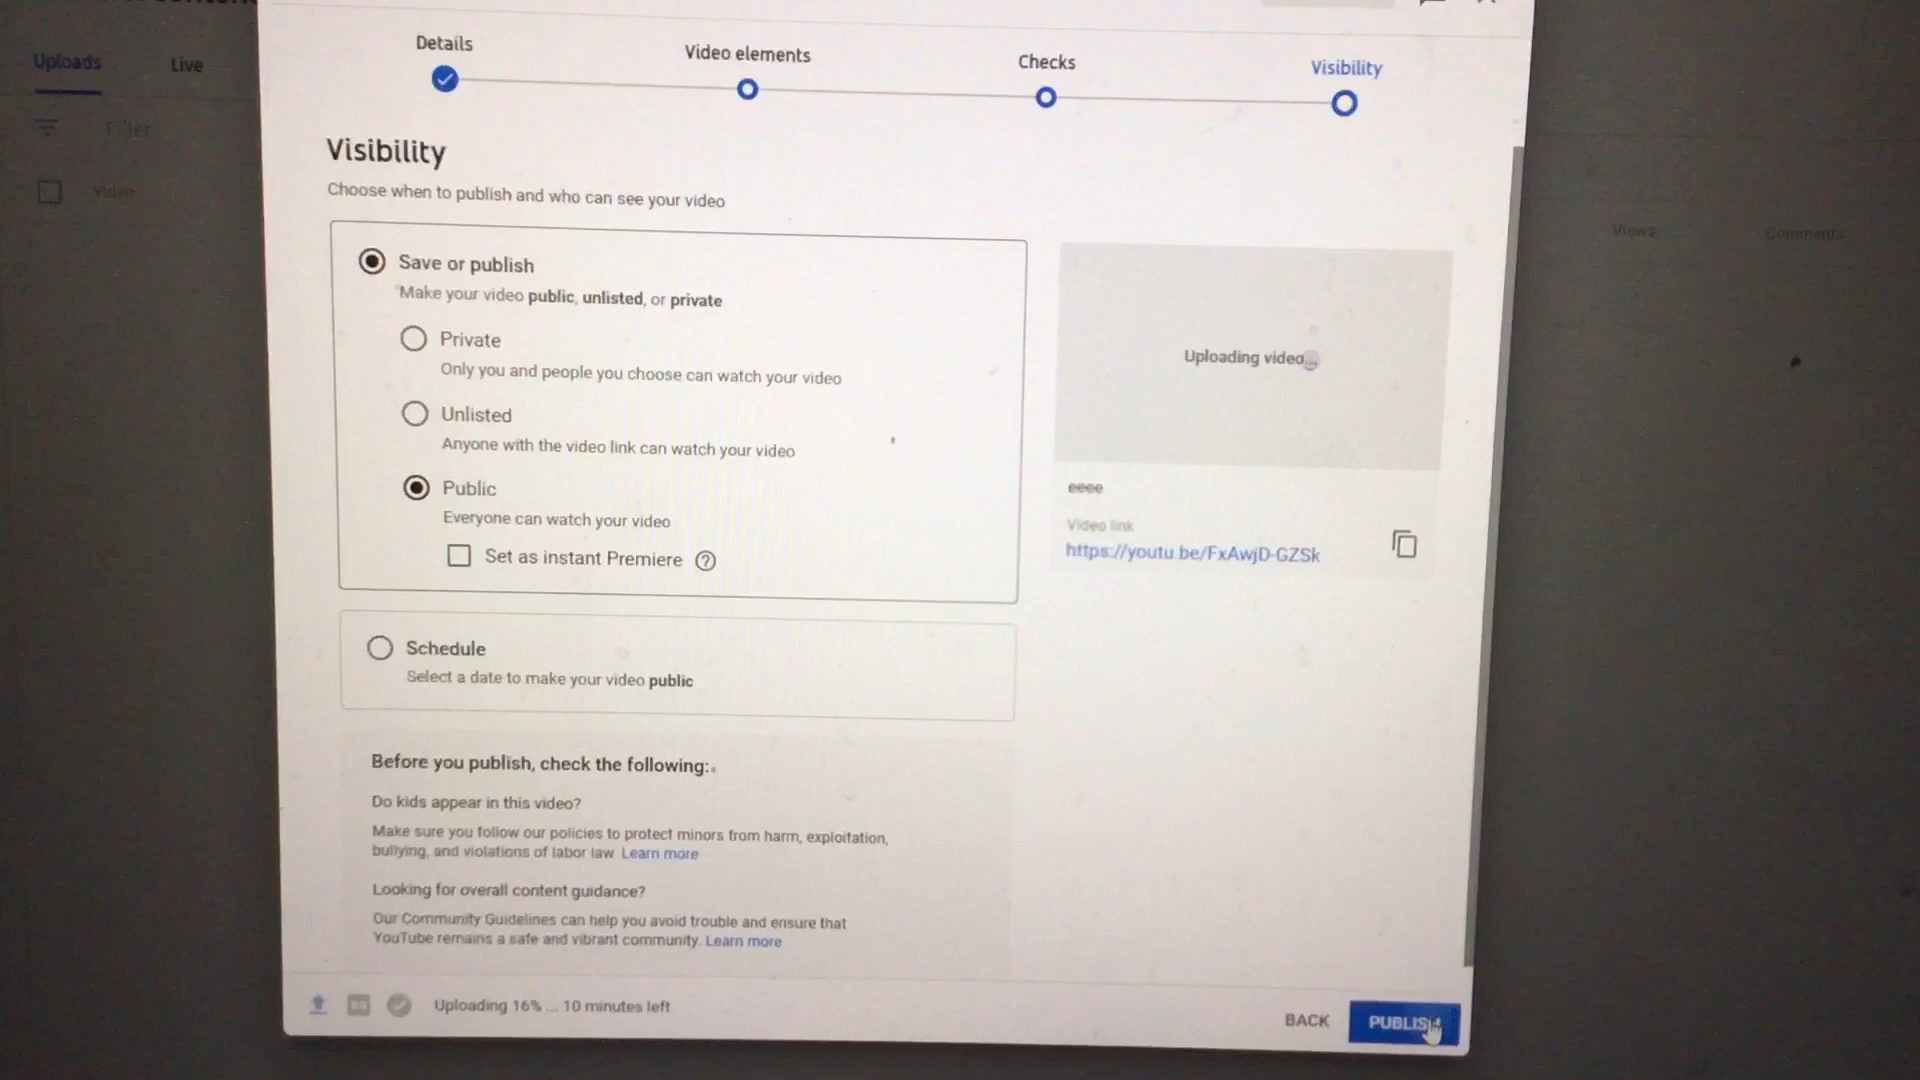 Uploads
Live
Filter
Video
Views
Comments
Details
Video elements
Checks
Visibility
Visibility
Choose when to publish and who can see your video
Save or publish
Make your video public, unlisted, or private
Private
Only you and people you choose can watch your video
Unlisted
Anyone with the video link can watch your video
Public
Everyone can watch your video
Set as instant Premiere
Schedule
Select a date to make your video public
Uploading video...
eeee
Video link
https://youtu.be/FxAwjD-GZSk
Before you publish, check the following:
Do kids appear in this video?
Make sure you follow our policies to protect minors from harm, exploitation,
bullying, and violations of labor law. Learn more
Looking for overall content guidance?
Our Community Guidelines can help you avoid trouble and ensure that
YouTube remains a safe and vibrant community. Learn more
Uploading 16% ... 10 minutes left
BACK
PUBLISH